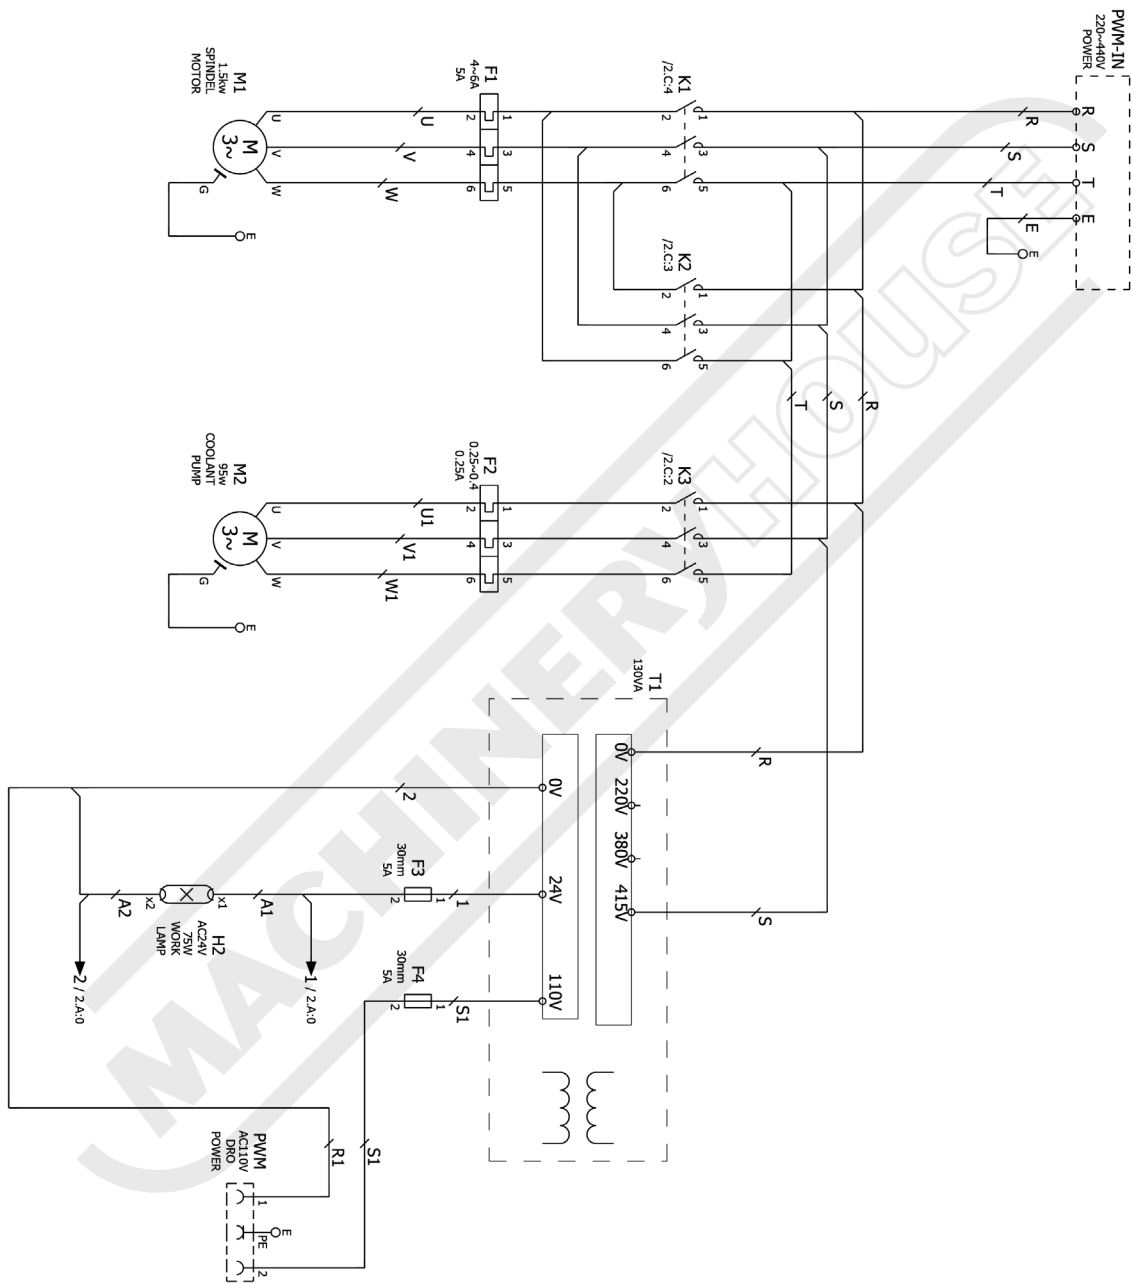 PWM-IN
220~440V
POWER
R
S
T
E
R
S
T
E
E
K1
/2.C:4
1
2
3
4
5
6
F1
4~6A
5A
1
2
3
4
5
6
U
V
W
M1
1.5kw
SPINDEL
MOTOR
U
V
W
M
3~
G
E
K2
/2.C:3
1
2
3
4
5
6
T
S
R
K3
/2.C:2
1
2
3
4
5
6
F2
0.25~0.4
0.25A
1
2
3
4
5
6
U1
V1
W1
M2
95w
COOLANT
PUMP
U
V
W
M
3~
G
E
T1
130VA
0V
220V
380V
415V
R
S
0V
24V
110V
2
1
S1
F3
30mm
5A
1
2
F4
30mm
5A
1
2
A1
A2
x1
x2
H2
AC24V
75W
WORK
LAMP
1 / 2.A:0
2 / 2.A:0
R1
S1
PWM
AC110V
DRO
POWER
1
PE
2
E
MACHINERYHOUSE